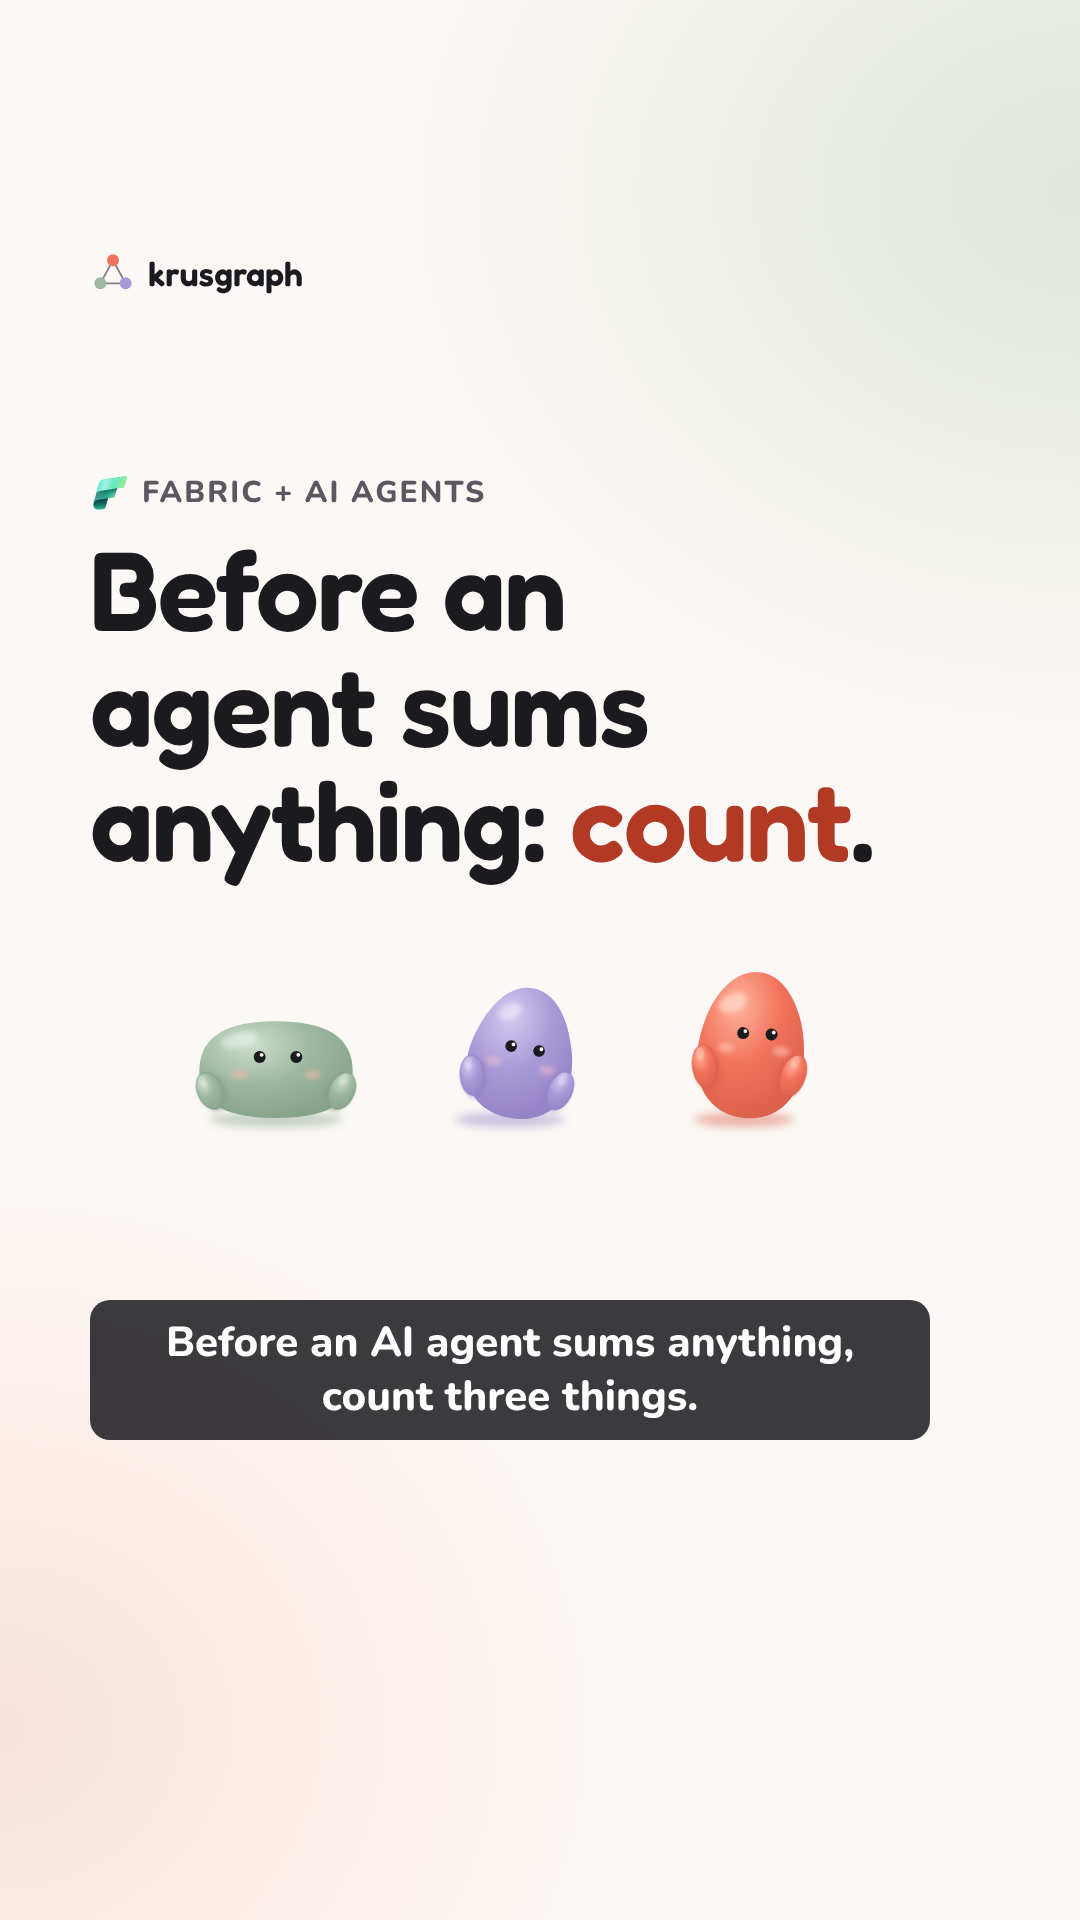 krusgraph
FABRIC + AI AGENTS
Before an
agent sums
anything: count.
Before an AI agent sums anything,
count three things.